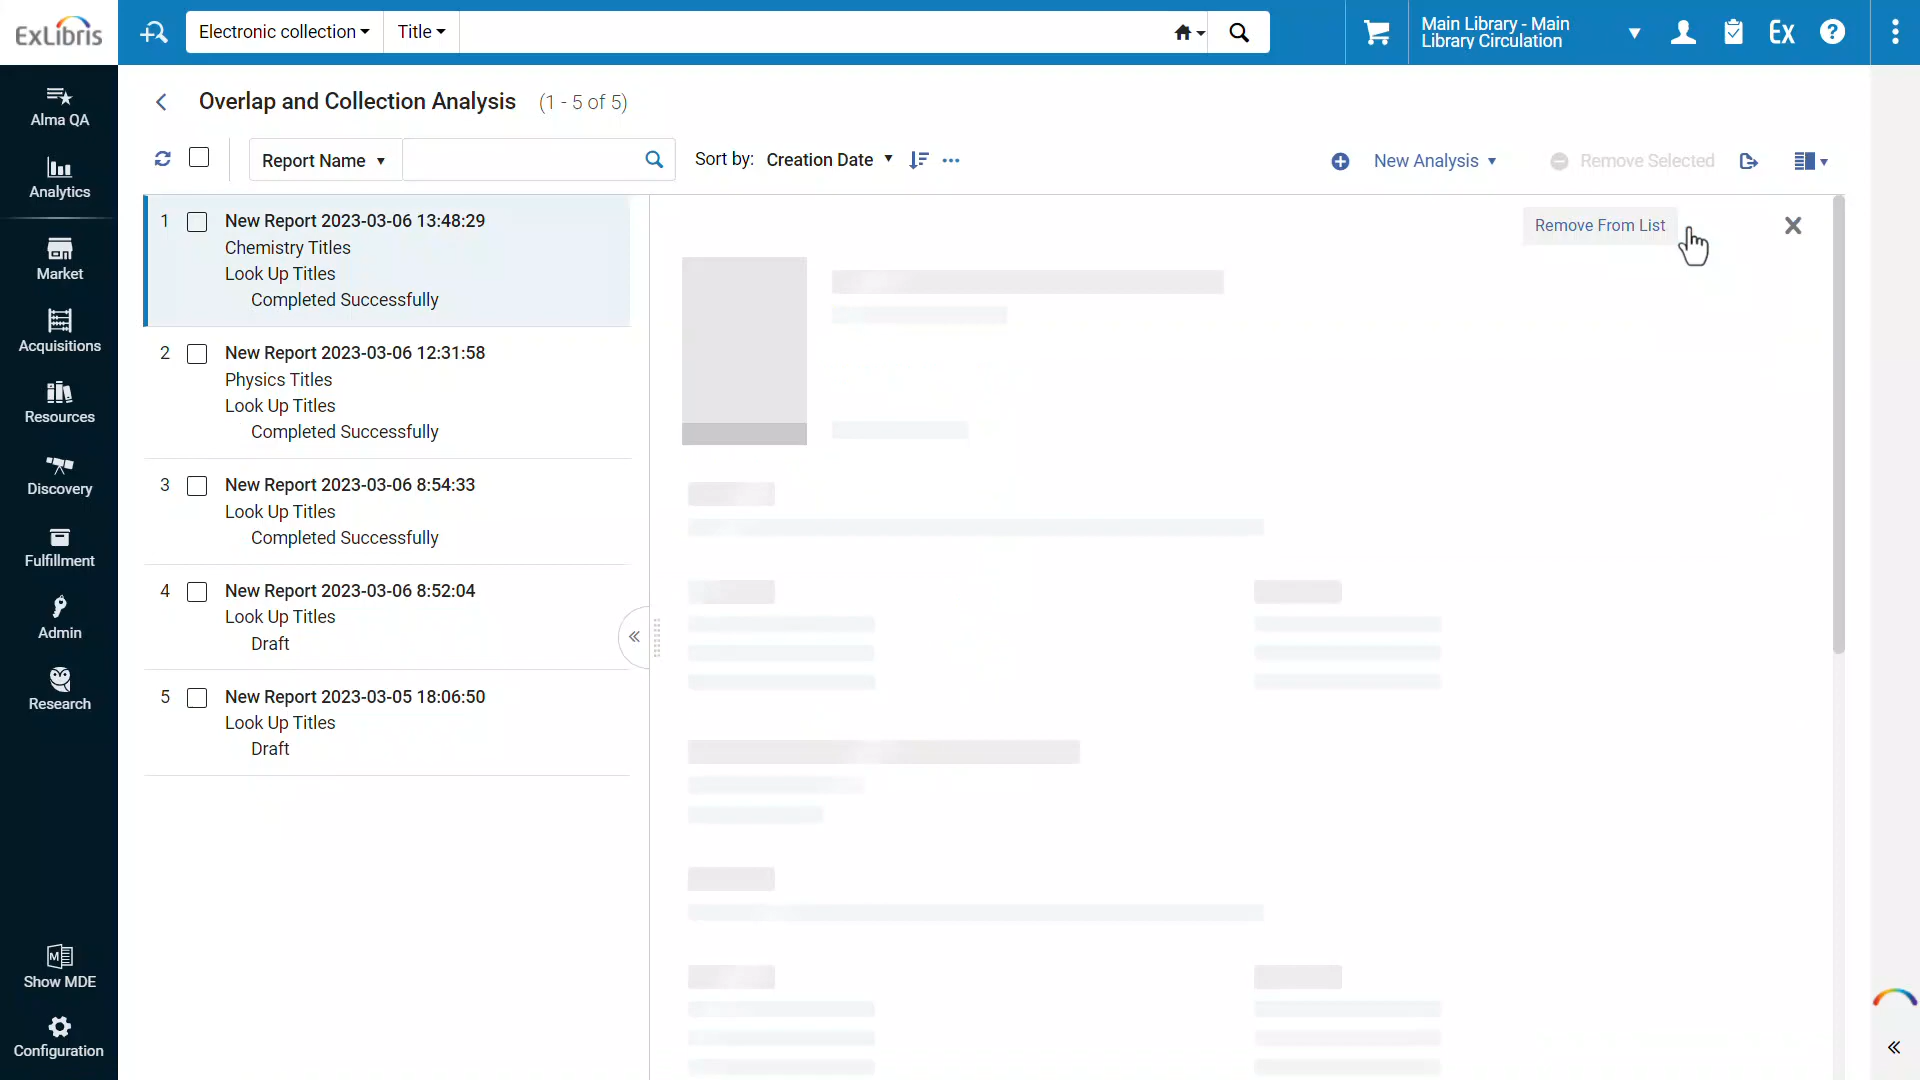 ExLibris
Electronic collection
Title
Main Library - Main
Library Circulation
Ex
?
Alma QA
Analytics
Market
Acquisitions
Resources
Discovery
Fulfillment
Admin
Research
Show MDE
Configuration
Overlap and Collection Analysis (1 - 5 of 5)
Report Name
Sort by: Creation Date
New Analysis
Remove Selected
Remove From List
1 New Report 2023-03-06 13:48:29
Chemistry Titles
Look Up Titles
Completed Successfully
2 New Report 2023-03-06 12:31:58
Physics Titles
Look Up Titles
Completed Successfully
3 New Report 2023-03-06 8:54:33
Look Up Titles
Completed Successfully
4 New Report 2023-03-06 8:52:04
Look Up Titles
Draft
5 New Report 2023-03-05 18:06:50
Look Up Titles
Draft